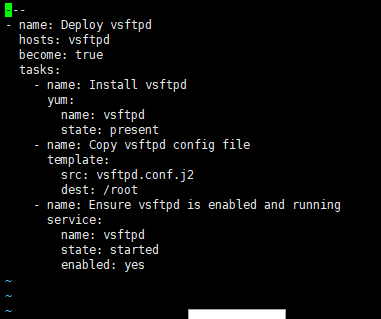 ---
- name: Deploy vsftpd
  hosts: vsftpd
  become: true
  tasks:
    - name: Install vsftpd
      yum:
        name: vsftpd
        state: present
    - name: Copy vsftpd config file
      template:
        src: vsftpd.conf.j2
        dest: /root
    - name: Ensure vsftpd is enabled and running
      service:
        name: vsftpd
        state: started
        enabled: yes
~
~
~